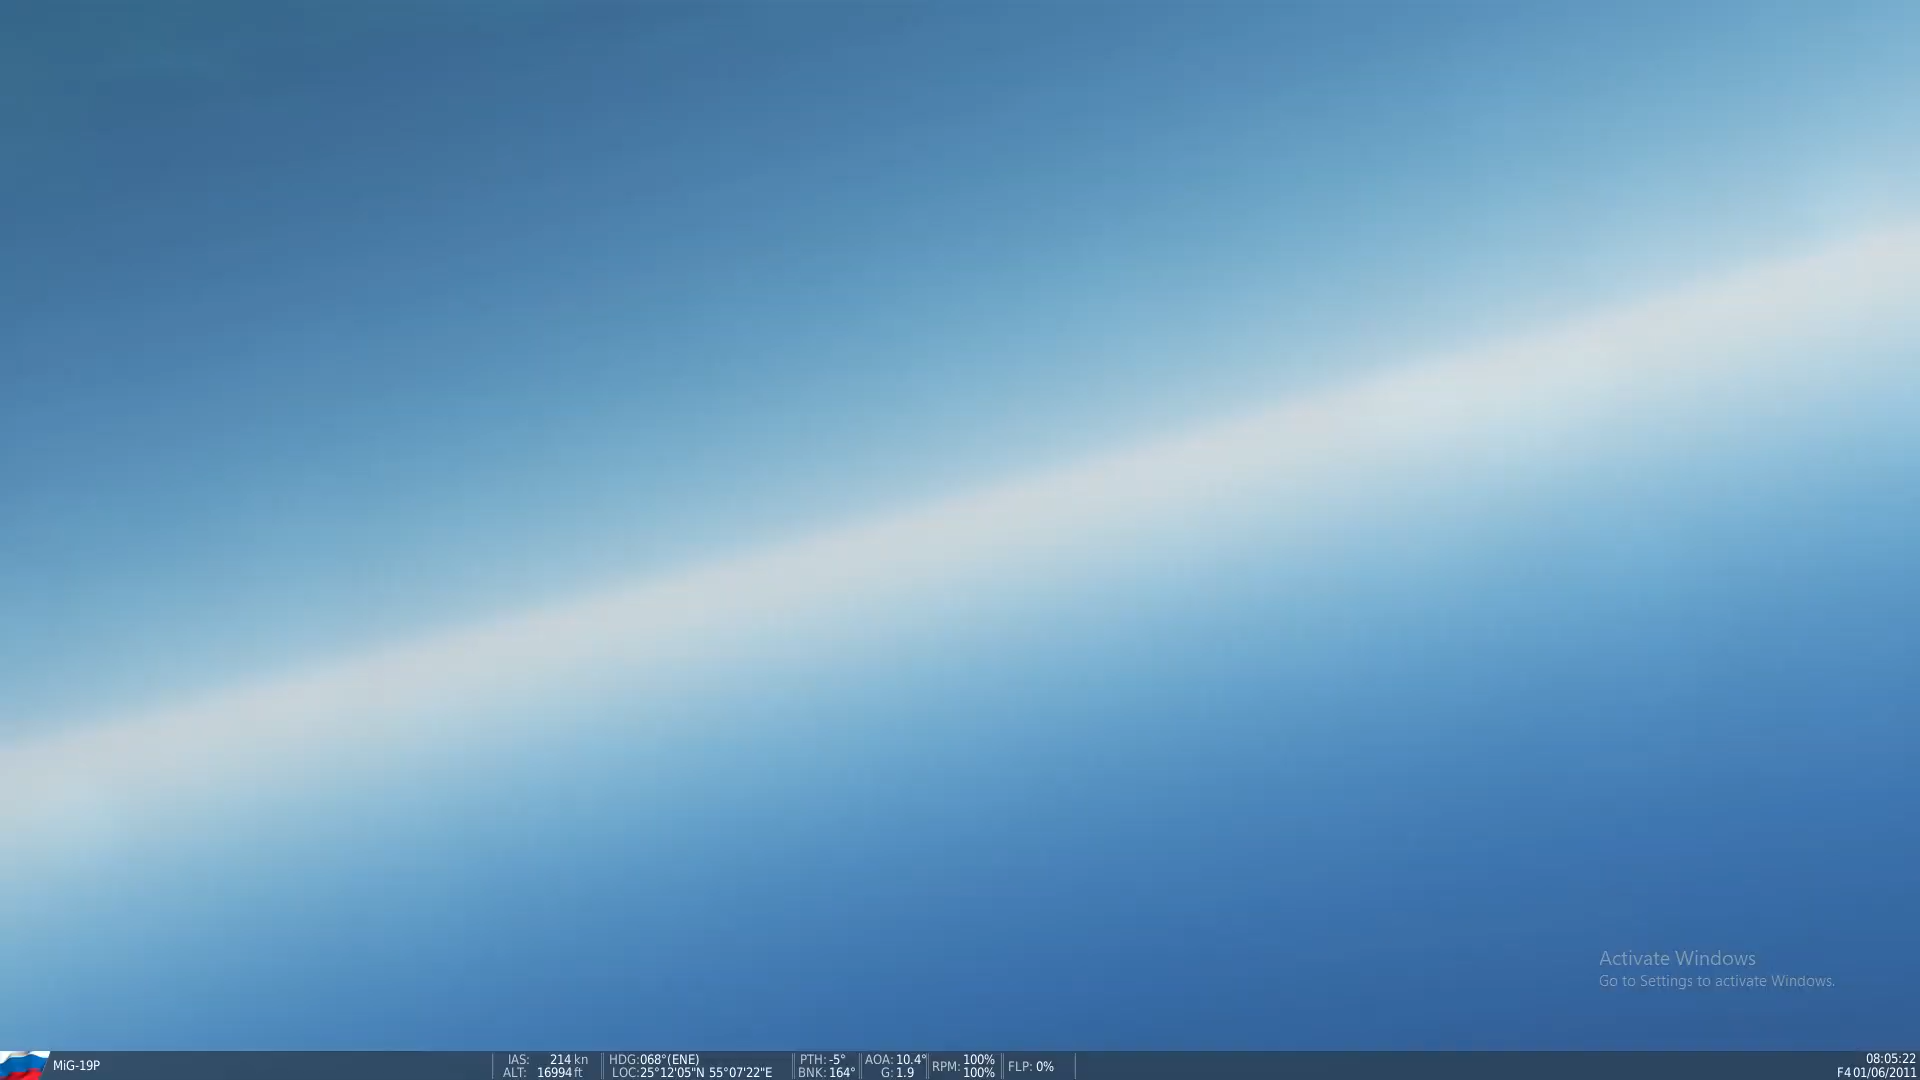 Activate Windows
Go to Settings to activate Windows.
MiG-19P
IAS: 214 kn
ALT: 16994 ft
HDG:068°(ENE)
LOC:25°12'05"N 55°07'22"E
PTH: -5°
BNK: 164°
AOA: 10.4°
G: 1.9
RPM: 100%
100%
FLP: 0%
08:05:22
F4 01/06/2011